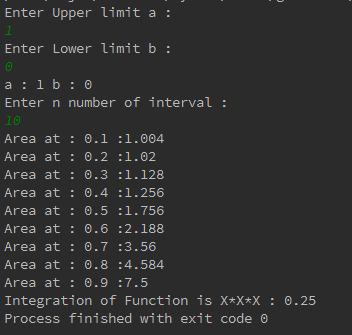 Enter Upper limit a :
1
Enter Lower limit b :
0
a : 1 b : 0
Enter n number of interval :
10
Area at : 0.1 :1.004
Area at : 0.2 :1.02
Area at : 0.3 :1.128
Area at : 0.4 :1.256
Area at : 0.5 :1.756
Area at : 0.6 :2.188
Area at : 0.7 :3.56
Area at : 0.8 :4.584
Area at : 0.9 :7.5
Integration of Function is X*X*X : 0.25
Process finished with exit code 0